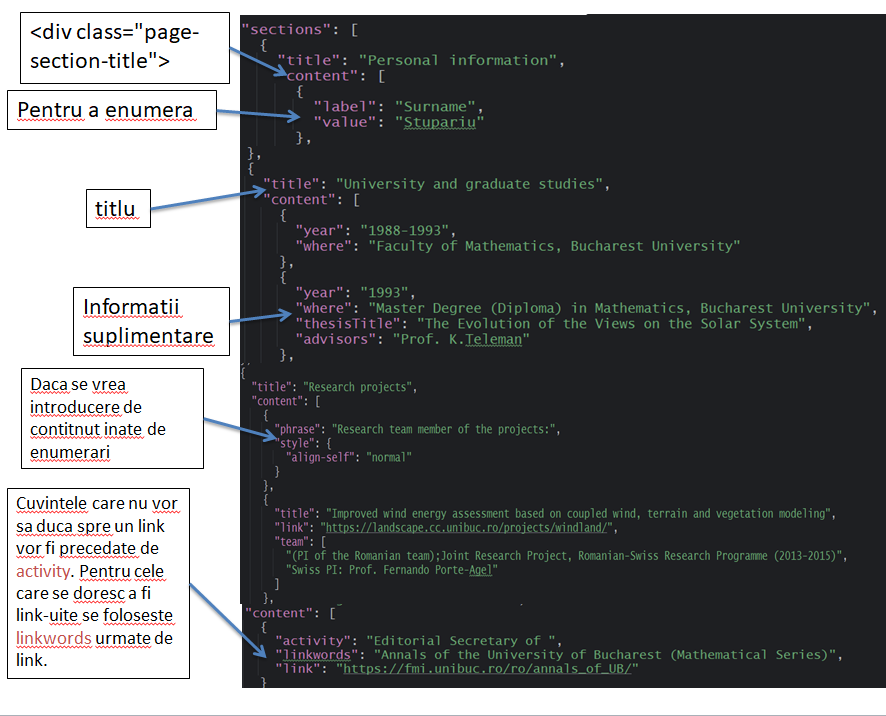 <div class="page-
section-title">
Pentru a enumera
titlu
Informatii
suplimentare
Daca se vrea
introducere de
contitnut inate de
enumerari
Cuvintele care nu vor
sa duca spre un link
vor fi precedate de
activity. Pentru cele
care se doresc a fi
link-uite se foloseste
linkwords urmate de
link.
"sections": [
{
"title": "Personal information",
content": [
{
"label": "Surname",
"value": "Stupariu"
},
},
{
"title": "University and graduate studies",
"content": [
{
"year": "1988-1993",
"where": "Faculty of Mathematics, Bucharest University"
},
{
"year": "1993",
"where": "Master Degree (Diploma) in Mathematics, Bucharest University",
"thesisTitle": "The Evolution of the Views on the Solar System",
"advisors": "Prof. K.Teleman"
},
{
"title": "Research projects",
"content": [
{
"phrase": "Research team member of the projects:",
"style": {
"align-self": "normal"
}
},
{
"title": "Improved wind energy assessment based on coupled wind, terrain and vegetation modeling",
"link": "https://landscape.cc.unibuc.ro/projects/windland/",
"team": [
"(PI of the Romanian team);Joint Research Project, Romanian-Swiss Research Programme (2013-2015)",
"Swiss PI: Prof. Fernando Porte-Agel"
]
},
"content": [
{
"activity": "Editorial Secretary of ",
"linkwords": "Annals of the University of Bucharest (Mathematical Series)",
"link": "https://fmi.unibuc.ro/ro/annals_of_UB/"
}